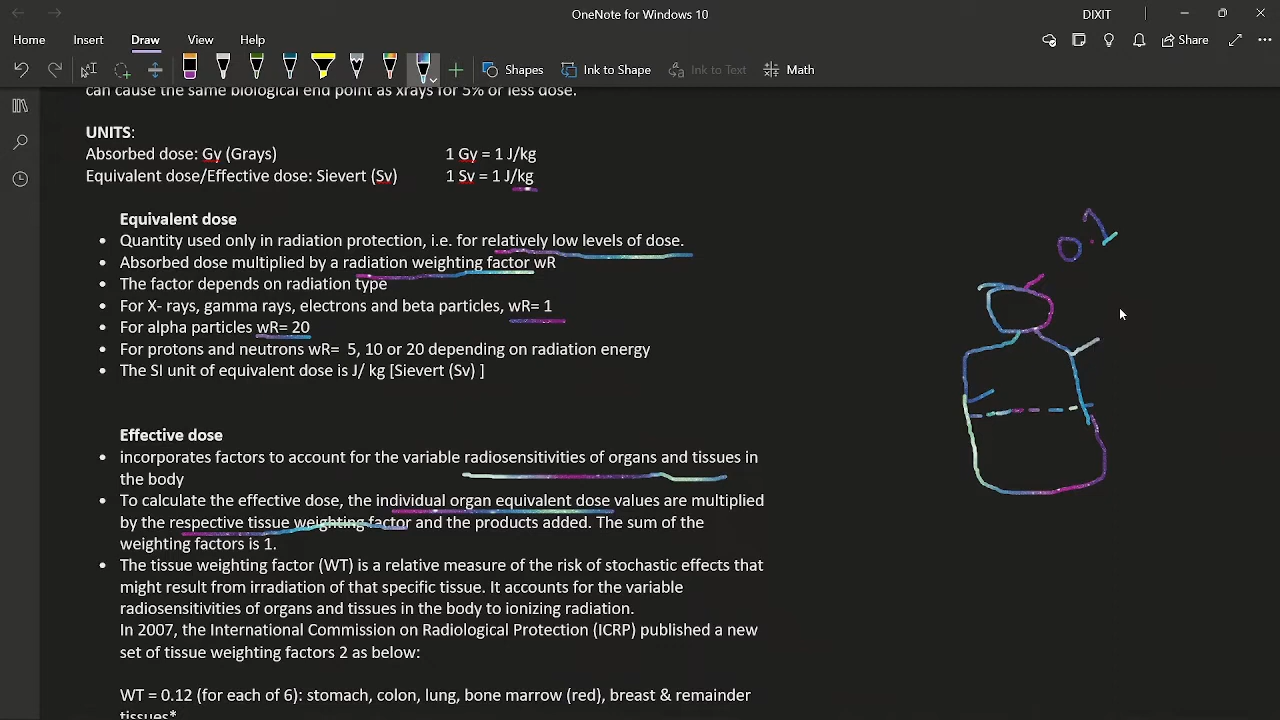 OneNote for Windows 10
DIXIT
Home Insert Draw View Help
Shapes Ink to Shape Ink to Text Math Share
can cause the same biological end point as xrays for 5% or less dose.
UNITS:
Absorbed dose: Gy (Grays) 1 Gy = 1 J/kg
Equivalent dose/Effective dose: Sievert (Sv) 1 Sv = 1 J/kg
Equivalent dose
• Quantity used only in radiation protection, i.e. for relatively low levels of dose.
0.1
• Absorbed dose multiplied by a radiation weighting factor wR
• The factor depends on radiation type
• For X- rays, gamma rays, electrons and beta particles, wR= 1
• For alpha particles wR= 20
• For protons and neutrons wR= 5, 10 or 20 depending on radiation energy
• The SI unit of equivalent dose is J/ kg [Sievert (Sv) ]
Effective dose
• incorporates factors to account for the variable radiosensitivities of organs and tissues in
the body
• To calculate the effective dose, the individual organ equivalent dose values are multiplied
by the respective tissue weighting factor and the products added. The sum of the
weighting factors is 1.
• The tissue weighting factor (WT) is a relative measure of the risk of stochastic effects that
might result from irradiation of that specific tissue. It accounts for the variable
radiosensitivities of organs and tissues in the body to ionizing radiation.
In 2007, the International Commission on Radiological Protection (ICRP) published a new
set of tissue weighting factors 2 as below:
WT = 0.12 (for each of 6): stomach, colon, lung, bone marrow (red), breast & remainder
tissues*